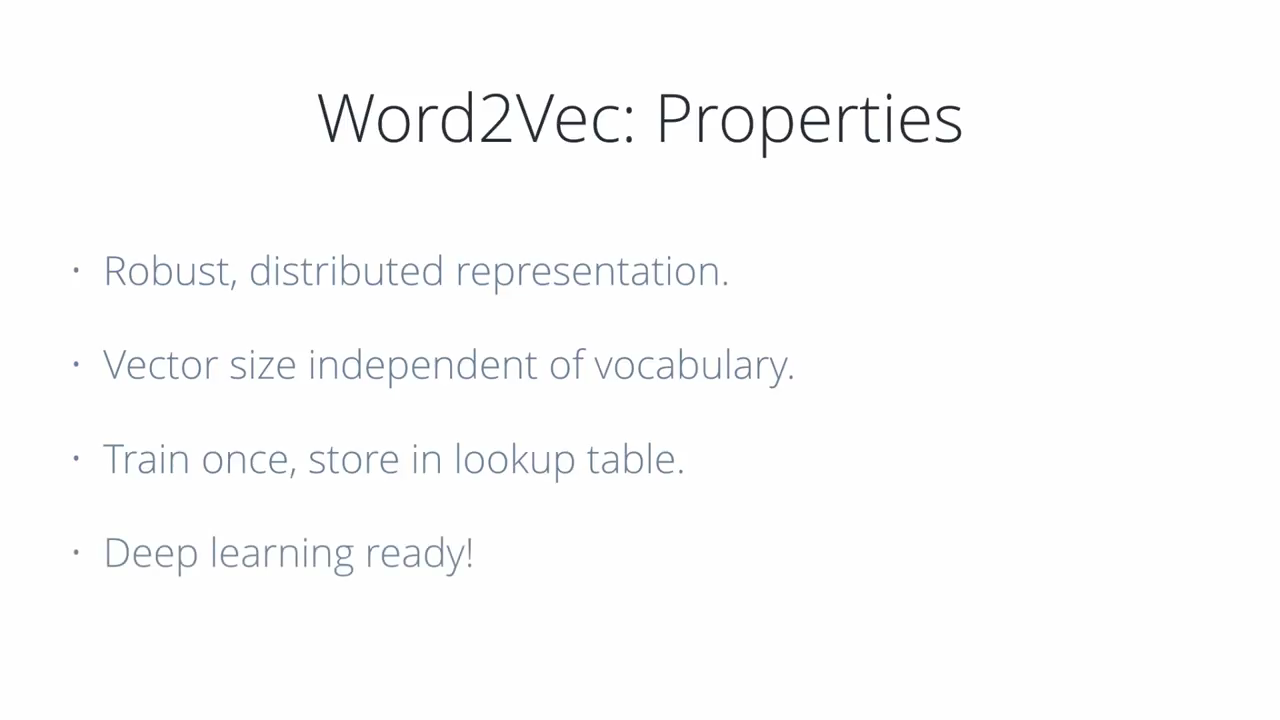 Word2Vec: Properties
• Robust, distributed representation.
• Vector size independent of vocabulary.
• Train once, store in lookup table.
• Deep learning ready!